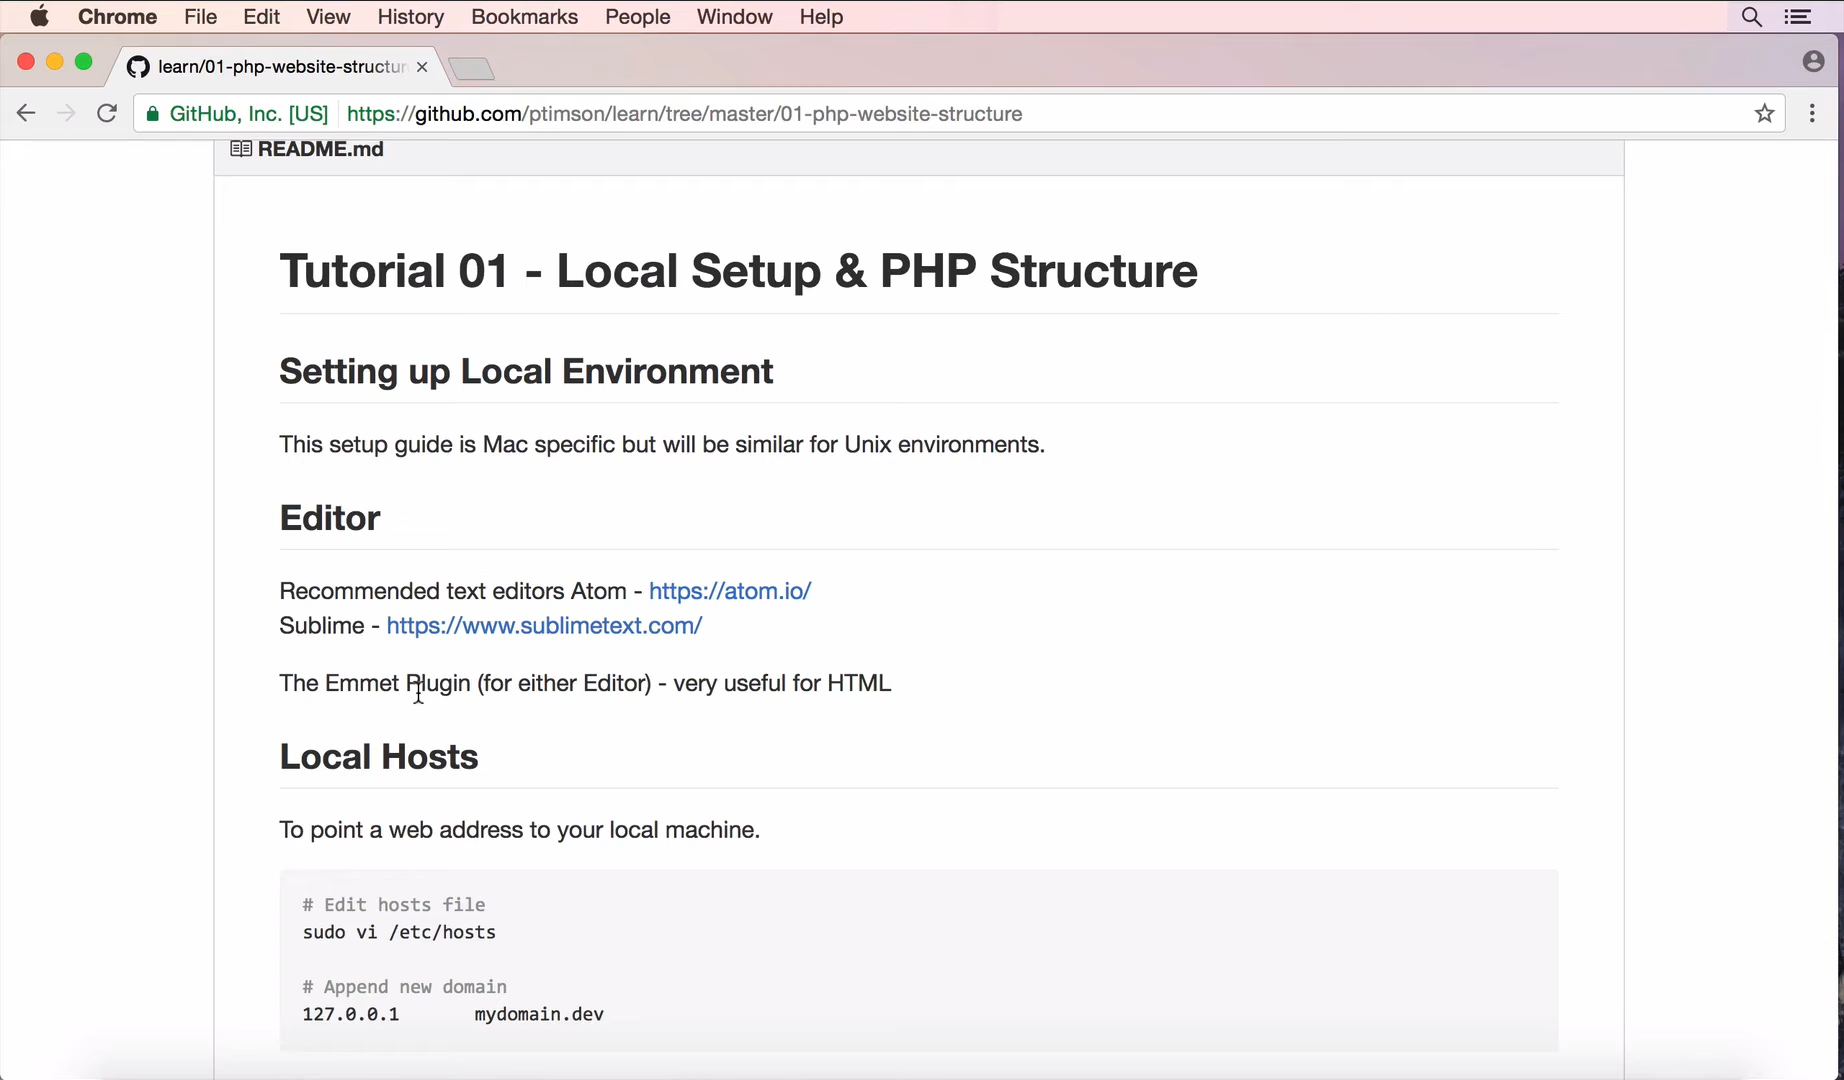 Chrome File Edit View History Bookmarks People Window Help
learn/01-php-website-structur
GitHub, Inc. [US] https://github.com/ptimson/learn/tree/master/01-php-website-structure
README.md
Tutorial 01 - Local Setup & PHP Structure
Setting up Local Environment
This setup guide is Mac specific but will be similar for Unix environments.
Editor
Recommended text editors Atom - https://atom.io/
Sublime - https://www.sublimetext.com/
The Emmet Plugin (for either Editor) - very useful for HTML
Local Hosts
To point a web address to your local machine.
# Edit hosts file
sudo vi /etc/hosts
# Append new domain
127.0.0.1 mydomain.dev